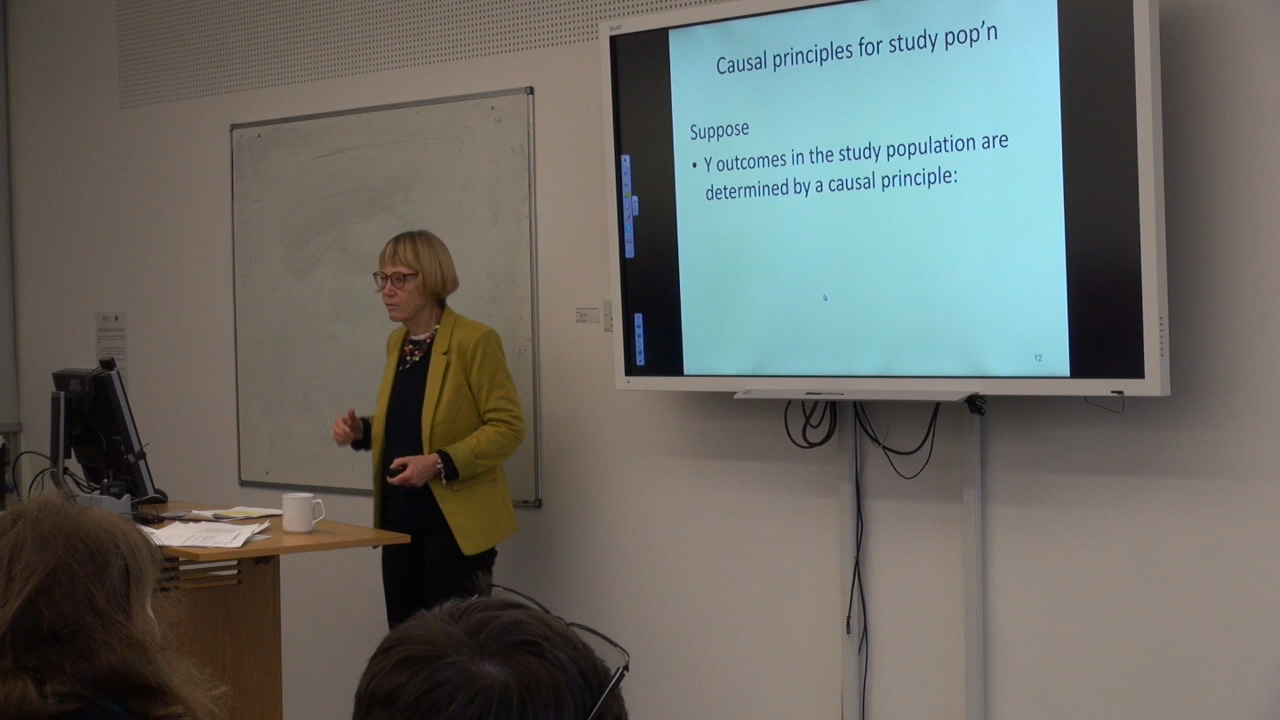 Causal principles for study pop'n
Suppose
• Y outcomes in the study population are
determined by a causal principle:
12